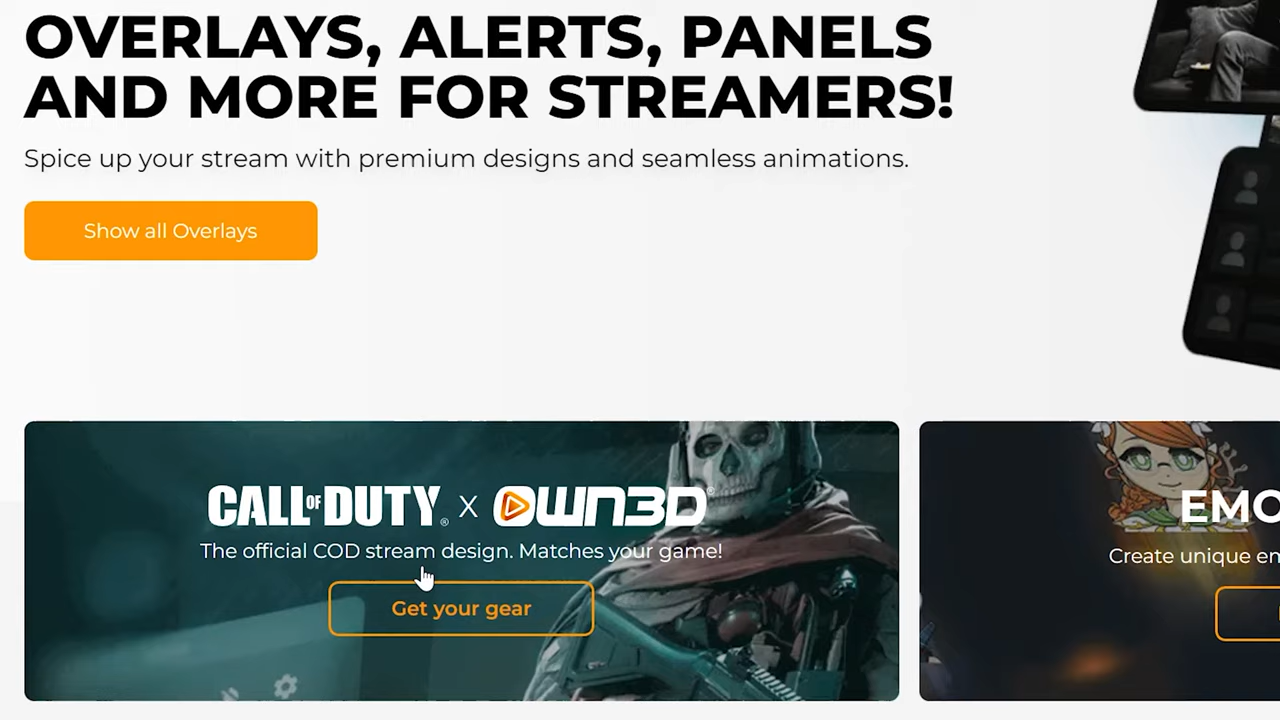 OVERLAYS, ALERTS, PANELS
AND MORE FOR STREAMERS!
Spice up your stream with premium designs and seamless animations.
Show all Overlays
CALL OF DUTY® X OWN3D®
The official COD stream design. Matches your game!
Get your gear
EMO
Create unique en